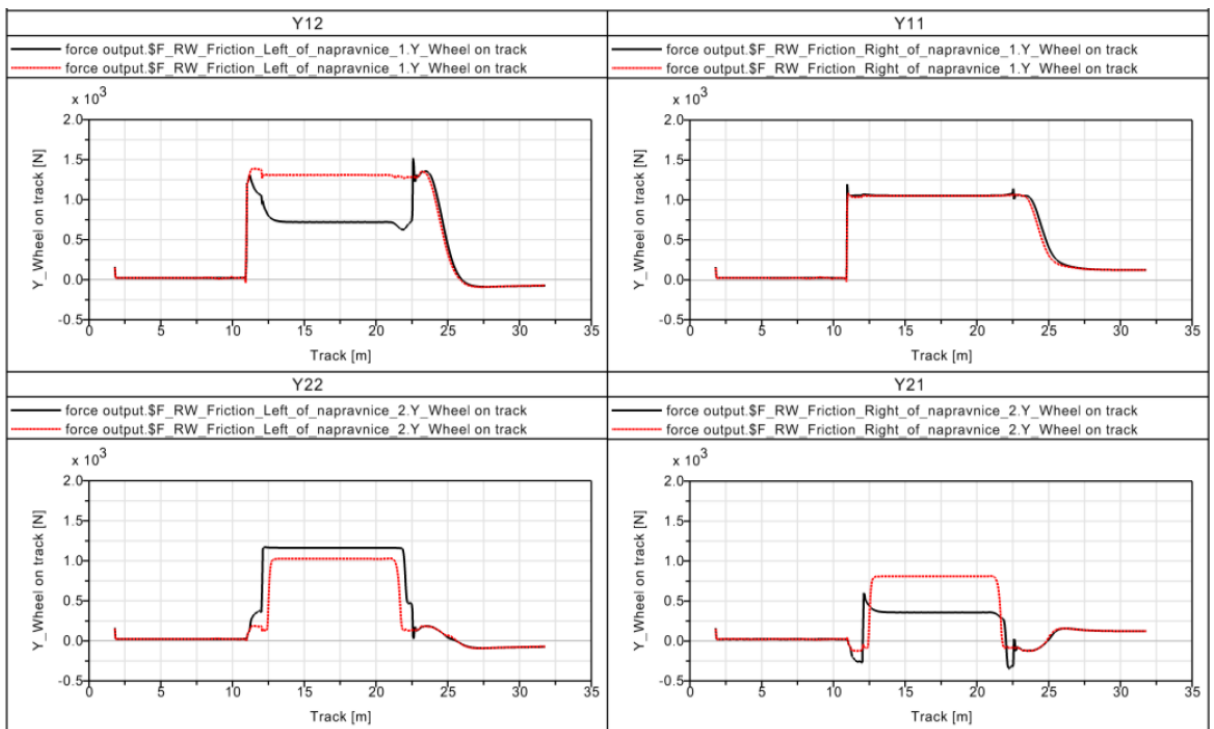 Y12
force output.$F_RW_Friction_Left_of_napravnice_1.Y_Wheel on track
force output.$F_RW_Friction_Left_of_napravnice_1.Y_Wheel on track
x 10³
2.0
1.5
1.0
0.5
0.0
-0.5
Y_Wheel on track [N]
0 5 10 15 20 25 30 35
Track [m]
Y11
force output.$F_RW_Friction_Right_of_napravnice_1.Y_Wheel on track
force output.$F_RW_Friction_Right_of_napravnice_1.Y_Wheel on track
x 10³
2.0
1.5
1.0
0.5
0.0
-0.5
Y_Wheel on track [N]
0 5 10 15 20 25 30 35
Track [m]
Y22
force output.$F_RW_Friction_Left_of_napravnice_2.Y_Wheel on track
force output.$F_RW_Friction_Left_of_napravnice_2.Y_Wheel on track
x 10³
2.0
1.5
1.0
0.5
0.0
-0.5
Y_Wheel on track [N]
0 5 10 15 20 25 30 35
Track [m]
Y21
force output.$F_RW_Friction_Right_of_napravnice_2.Y_Wheel on track
force output.$F_RW_Friction_Right_of_napravnice_2.Y_Wheel on track
x 10³
2.0
1.5
1.0
0.5
0.0
-0.5
Y_Wheel on track [N]
0 5 10 15 20 25 30 35
Track [m]